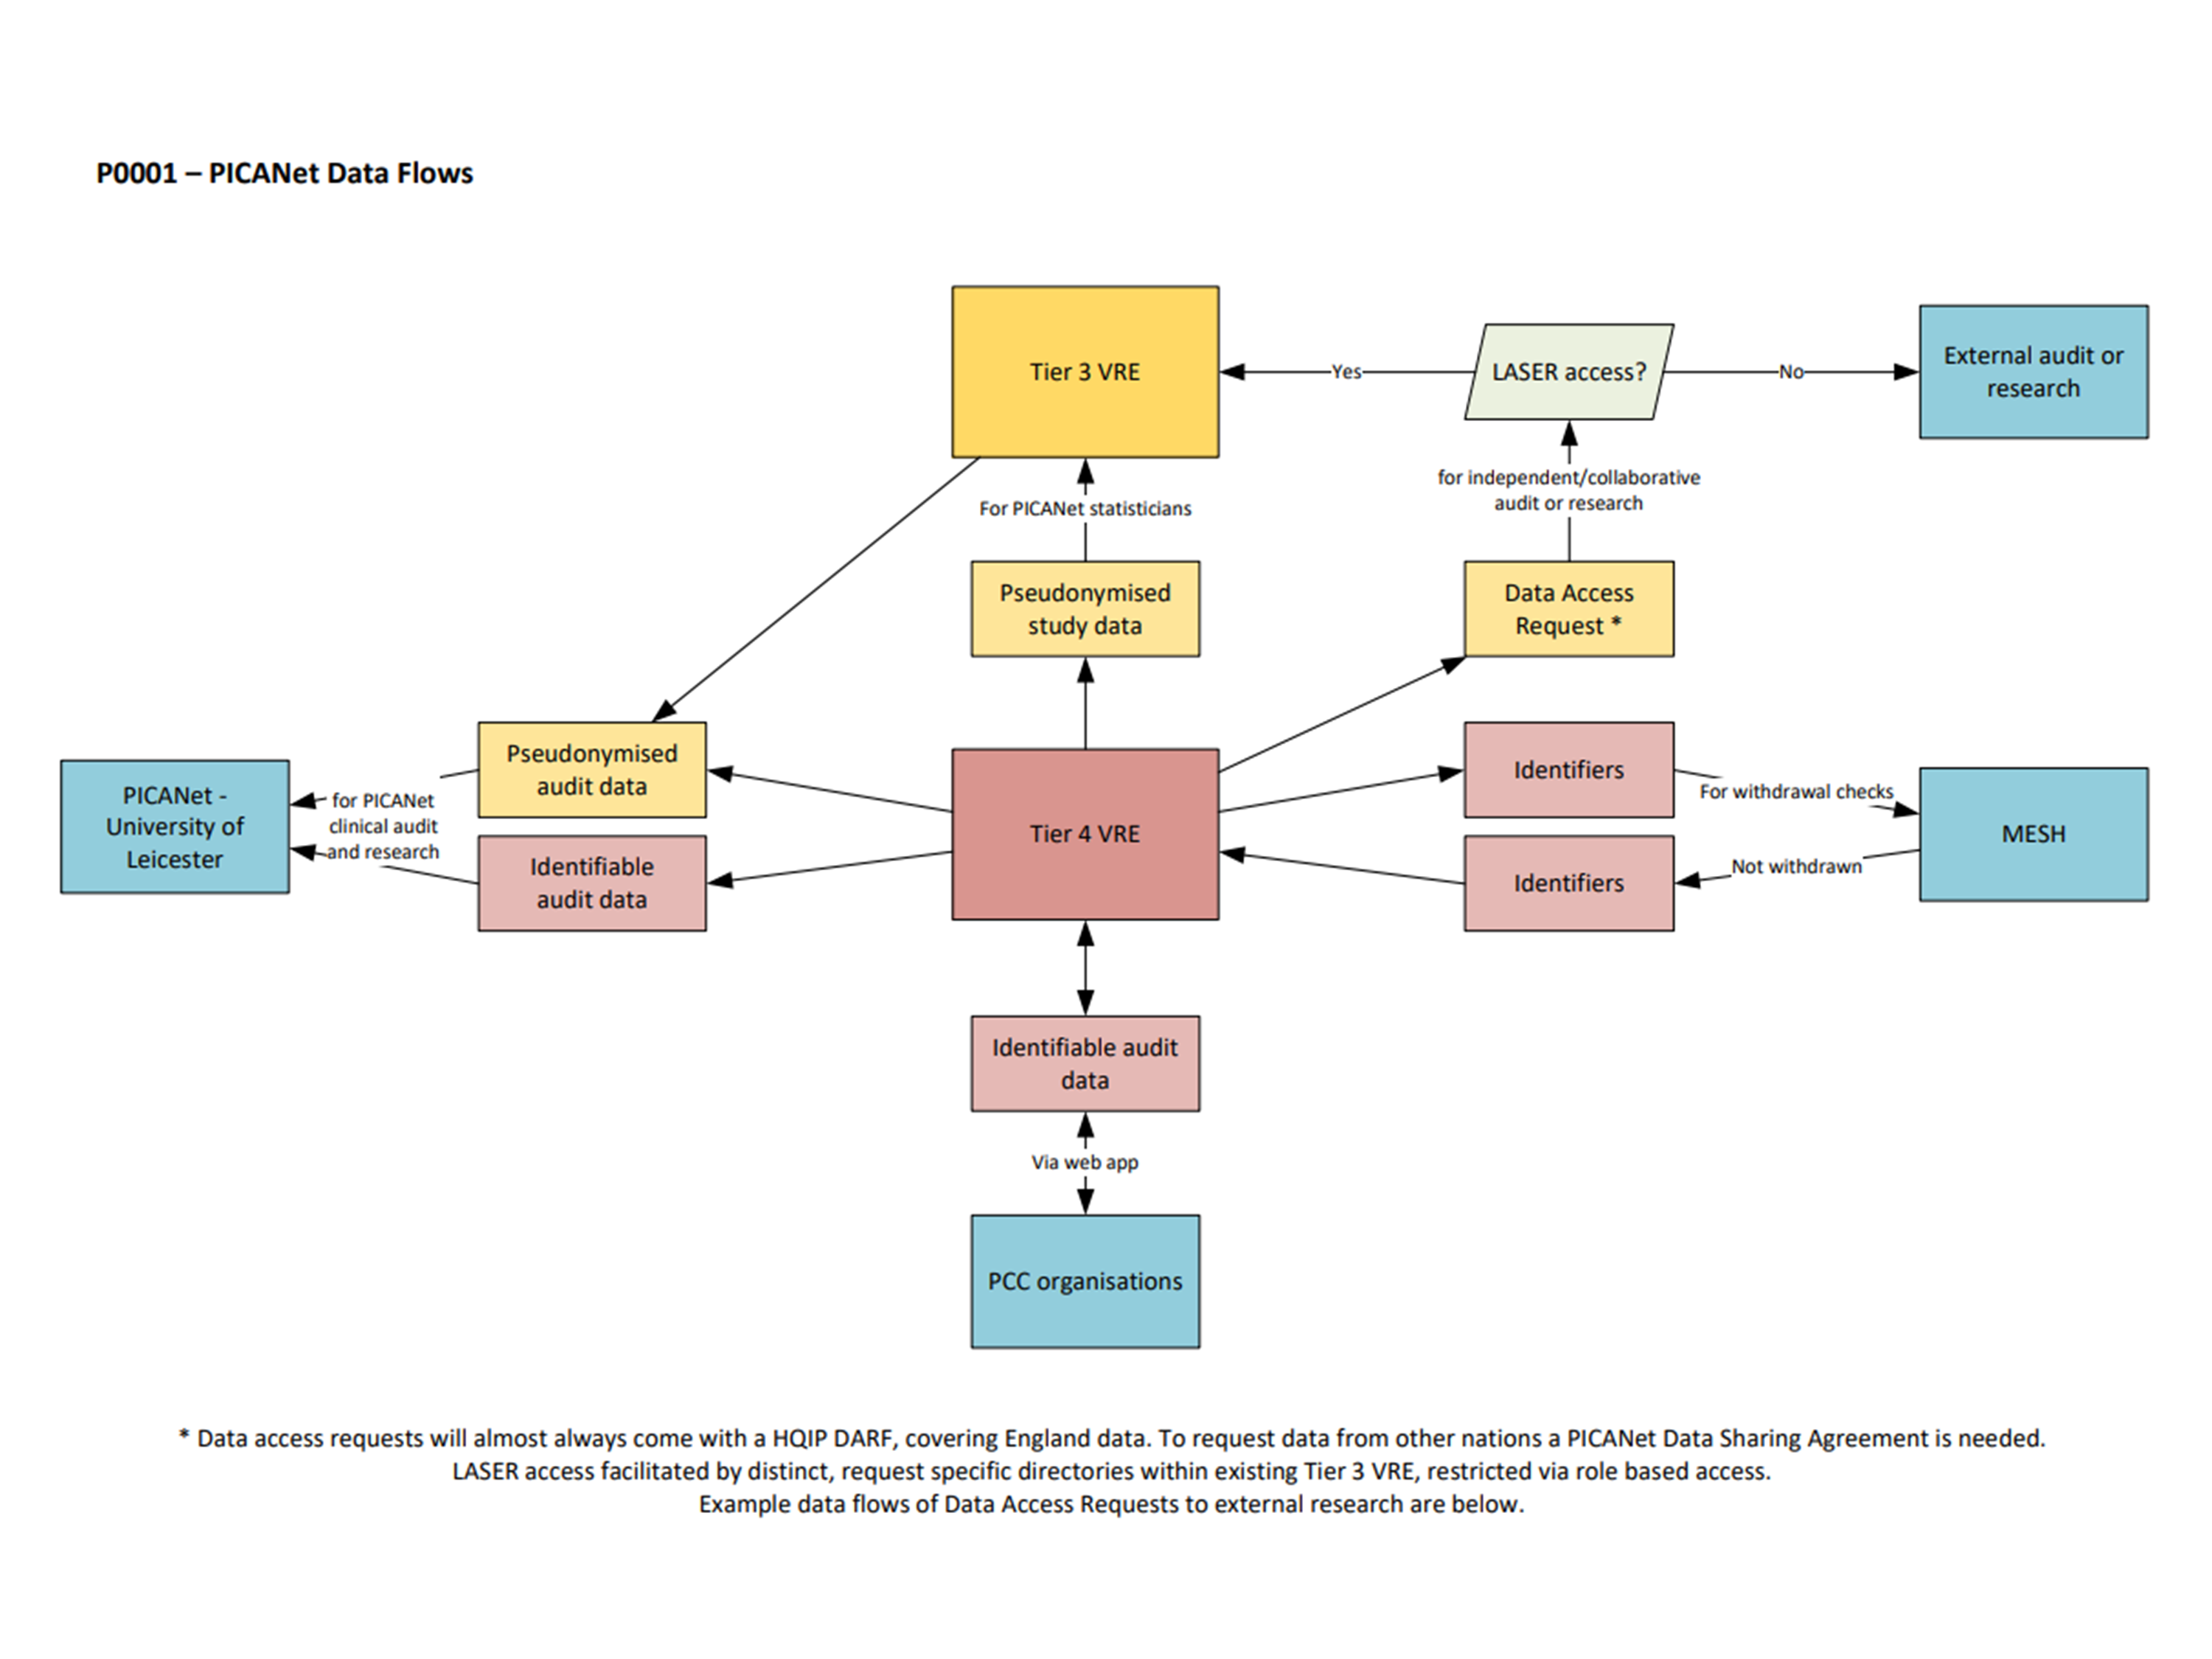 P0001 – PICANet Data Flows
Tier 3 VRE
Yes
LASER access?
No
External audit or
research
For PICANet statisticians
for independent/collaborative
audit or research
Pseudonymised
study data
Data Access
Request *
PICANet -
University of
Leicester
for PICANet
clinical audit
and research
Pseudonymised
audit data
Identifiable
audit data
Tier 4 VRE
Identifiers
Identifiers
For withdrawal checks
Not withdrawn
MESH
Identifiable audit
data
Via web app
PCC organisations
* Data access requests will almost always come with a HQIP DARF, covering England data. To request data from other nations a PICANet Data Sharing Agreement is needed.
LASER access facilitated by distinct, request specific directories within existing Tier 3 VRE, restricted via role based access.
Example data flows of Data Access Requests to external research are below.